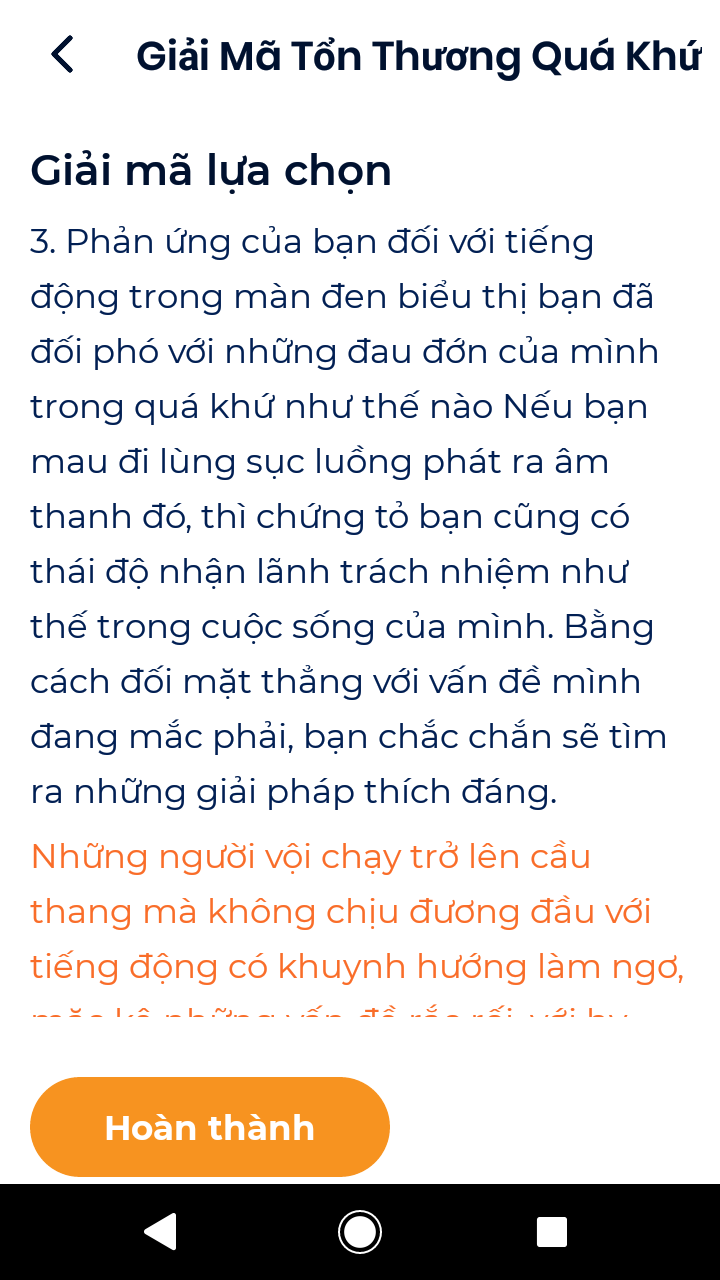 Giải Mã Tổn Thương Quá Khứ
Giải mã lựa chọn
3. Phản ứng của bạn đối với tiếng
động trong màn đen biểu thị bạn đã
đối phó với những đau đớn của mình
trong quá khứ như thế nào Nếu bạn
mau đi lùng sục luồng phát ra âm
thanh đó, thì chứng tỏ bạn cũng có
thái độ nhận lãnh trách nhiệm như
thế trong cuộc sống của mình. Bằng
cách đối mặt thẳng với vấn đề mình
đang mắc phải, bạn chắc chắn sẽ tìm
ra những giải pháp thích đáng.
Những người vội chạy trở lên cầu
thang mà không chịu đương đầu với
tiếng động có khuynh hướng làm ngơ,
Hoàn thành